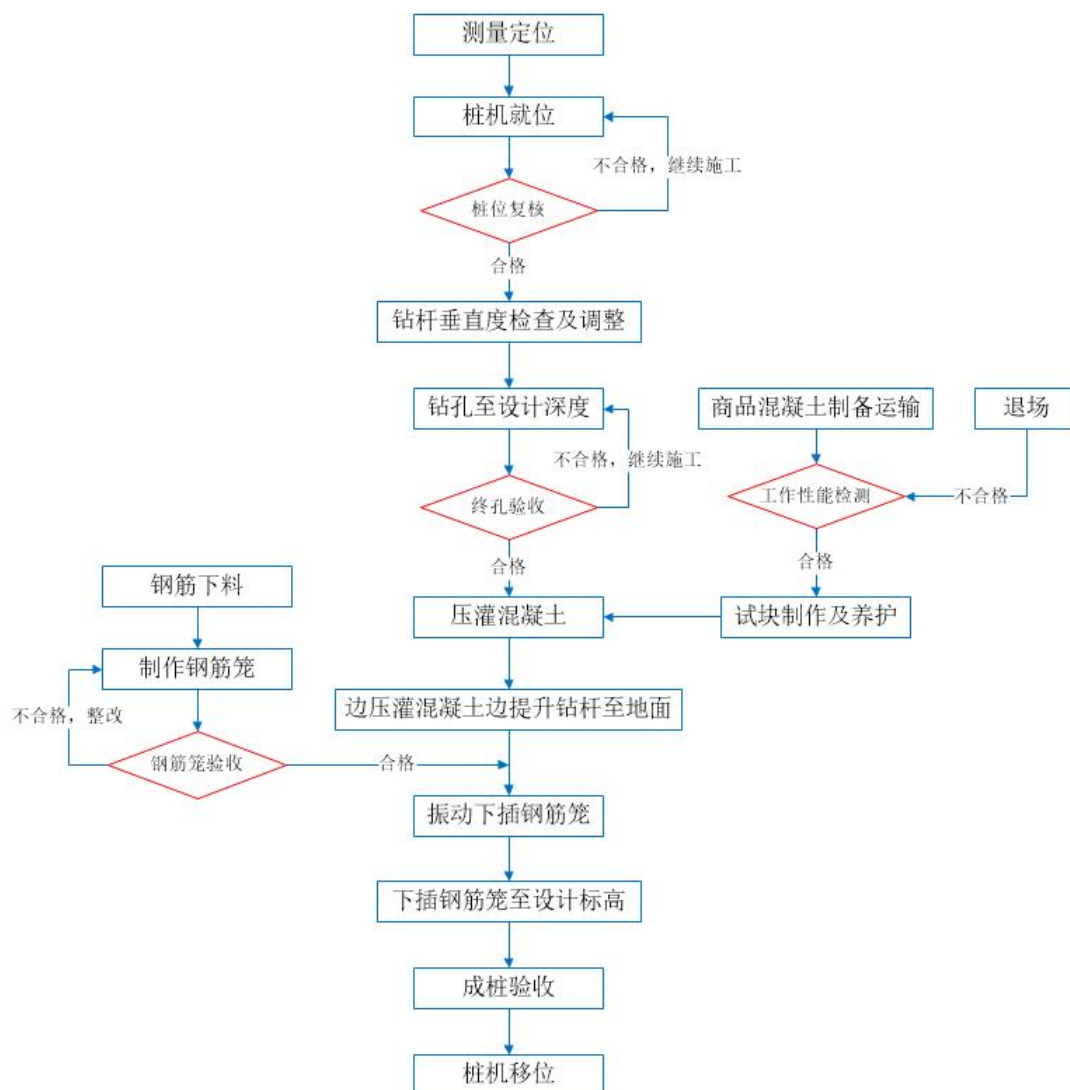 测量定位
桩机就位
不合格，继续施工
桩位复核
合格
钻杆垂直度检查及调整
钻孔至设计深度
商品混凝土制备运输
退场
不合格，继续施工
终孔验收
工作性能检测
不合格
合格
合格
钢筋下料
压灌混凝土
试块制作及养护
制作钢筋笼
不合格，整改
边压灌混凝土边提升钻杆至地面
钢筋笼验收
合格
振动下插钢筋笼
下插钢筋笼至设计标高
成桩验收
桩机移位